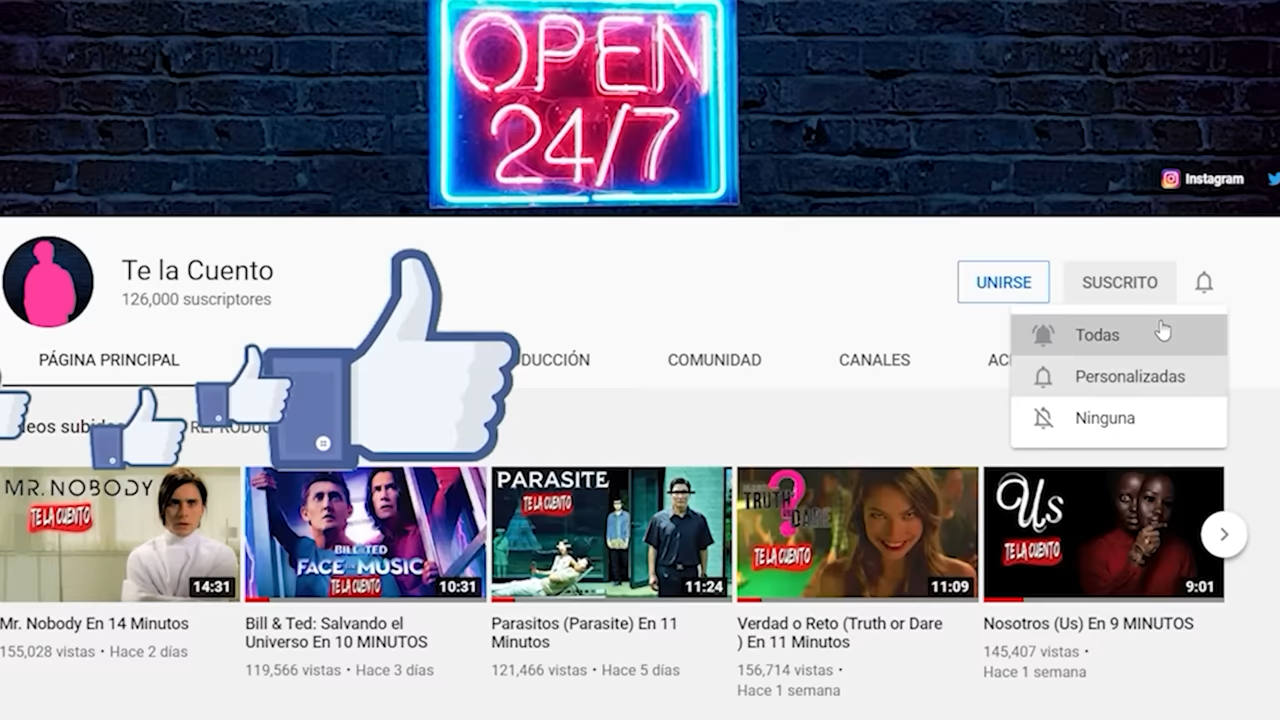 OPEN
24/7
Instagram
Te la Cuento
126,000 suscriptores
UNIRSE
SUSCRITO
Todas
Personalizadas
Ninguna
PÁGINA PRINCIPAL
DUCCIÓN
COMUNIDAD
CANALES
AC
eos subid
REPRODUC
MR. NOBODY
TE LA CUENTO
14:31
BILL & TED
FACE THE MUSIC
TE LA CUENTO
10:31
PARASITE
TE LA CUENTO
11:24
TRUTH OR DARE
TE LA CUENTO
11:09
Us
TE LA CUENTO
9:01
Mr. Nobody En 14 Minutos
155,028 vistas • Hace 2 días
Bill & Ted: Salvando el
Universo En 10 MINUTOS
119,566 vistas • Hace 3 días
Parasitos (Parasite) En 11
Minutos
121,466 vistas • Hace 5 días
Verdad o Reto (Truth or Dare
) En 11 Minutos
156,714 vistas •
Hace 1 semana
Nosotros (Us) En 9 MINUTOS
145,407 vistas •
Hace 1 semana